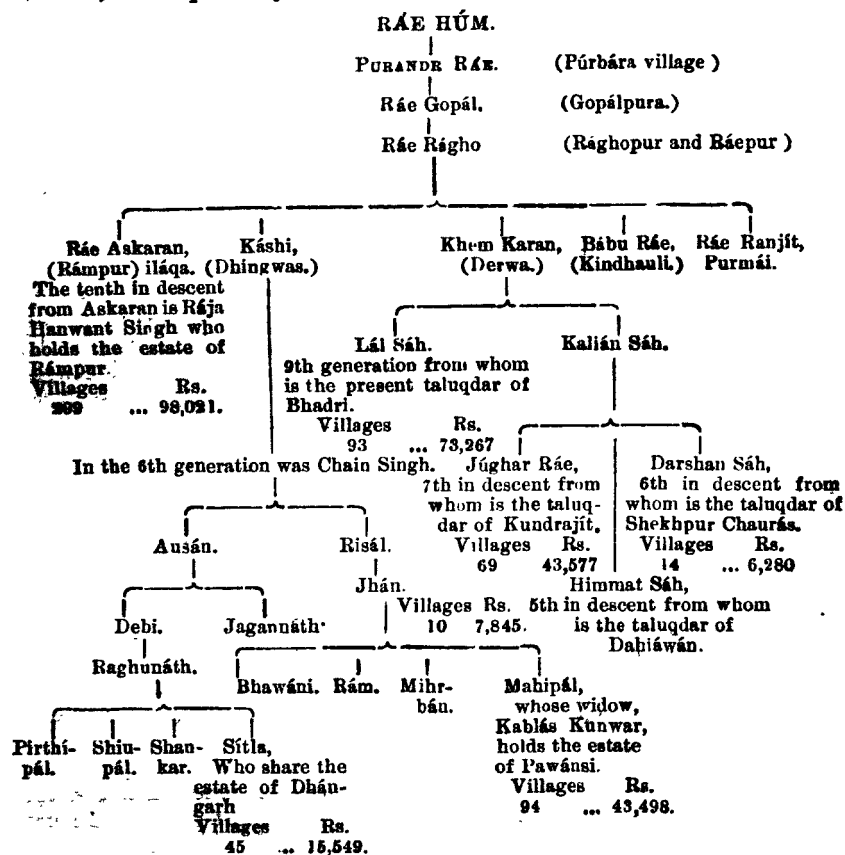 RÁE HÚM.
PURANDR RÁE. (Púrbára village)
Ráe Gopál. (Gopálpura.)
Ráe Rágho (Rághopur and Ráepur)
Ráe Askaran, Káshi, Khem Karan, Bábu Ráe, Ráe Ranjít,
(Rámpur) iláqa. (Dhingwas.) (Derwa.) (Kindhauli.) Purmái.
The tenth in descent
from Askaran is Rája
Hanwant Singh who
holds the estate of
Rámpur.
Villages Rs.
299 ... 98,021.
Lál Sáh. Kalián Sáh.
9th generation from whom
is the present taluqdar of
Bhadri.
Villages Rs.
93 ... 73,267
In the 6th generation was Chain Singh.
Júghar Ráe,
7th in descent from
whom is the taluq-
dar of Kundrajít.
Villages Rs.
69 43,577
Darshan Sáh,
6th in descent from
whom is the taluqdar of
Shekhpur Chaurás.
Villages Rs.
14 ... 6,280
Himmat Sáh,
5th in descent from whom
is the taluqdar of
Dahiáwán.
Ausán. Risál.
Jhán.
Villages Rs.
10 7,845.
Debi. Jagannáth
Raghunáth.
Bhawáni. Rám. Mihr-
bán.
Mahipál,
whose widow,
Kablás Kunwar,
holds the estate
of Pawánsi.
Villages Rs.
94 ... 43,498.
Pirthí- Shiu- Shan- Sítla,
pál. pál. kar. Who share the
estate of Dhán-
garh
Villages Rs.
45 ... 15,549.